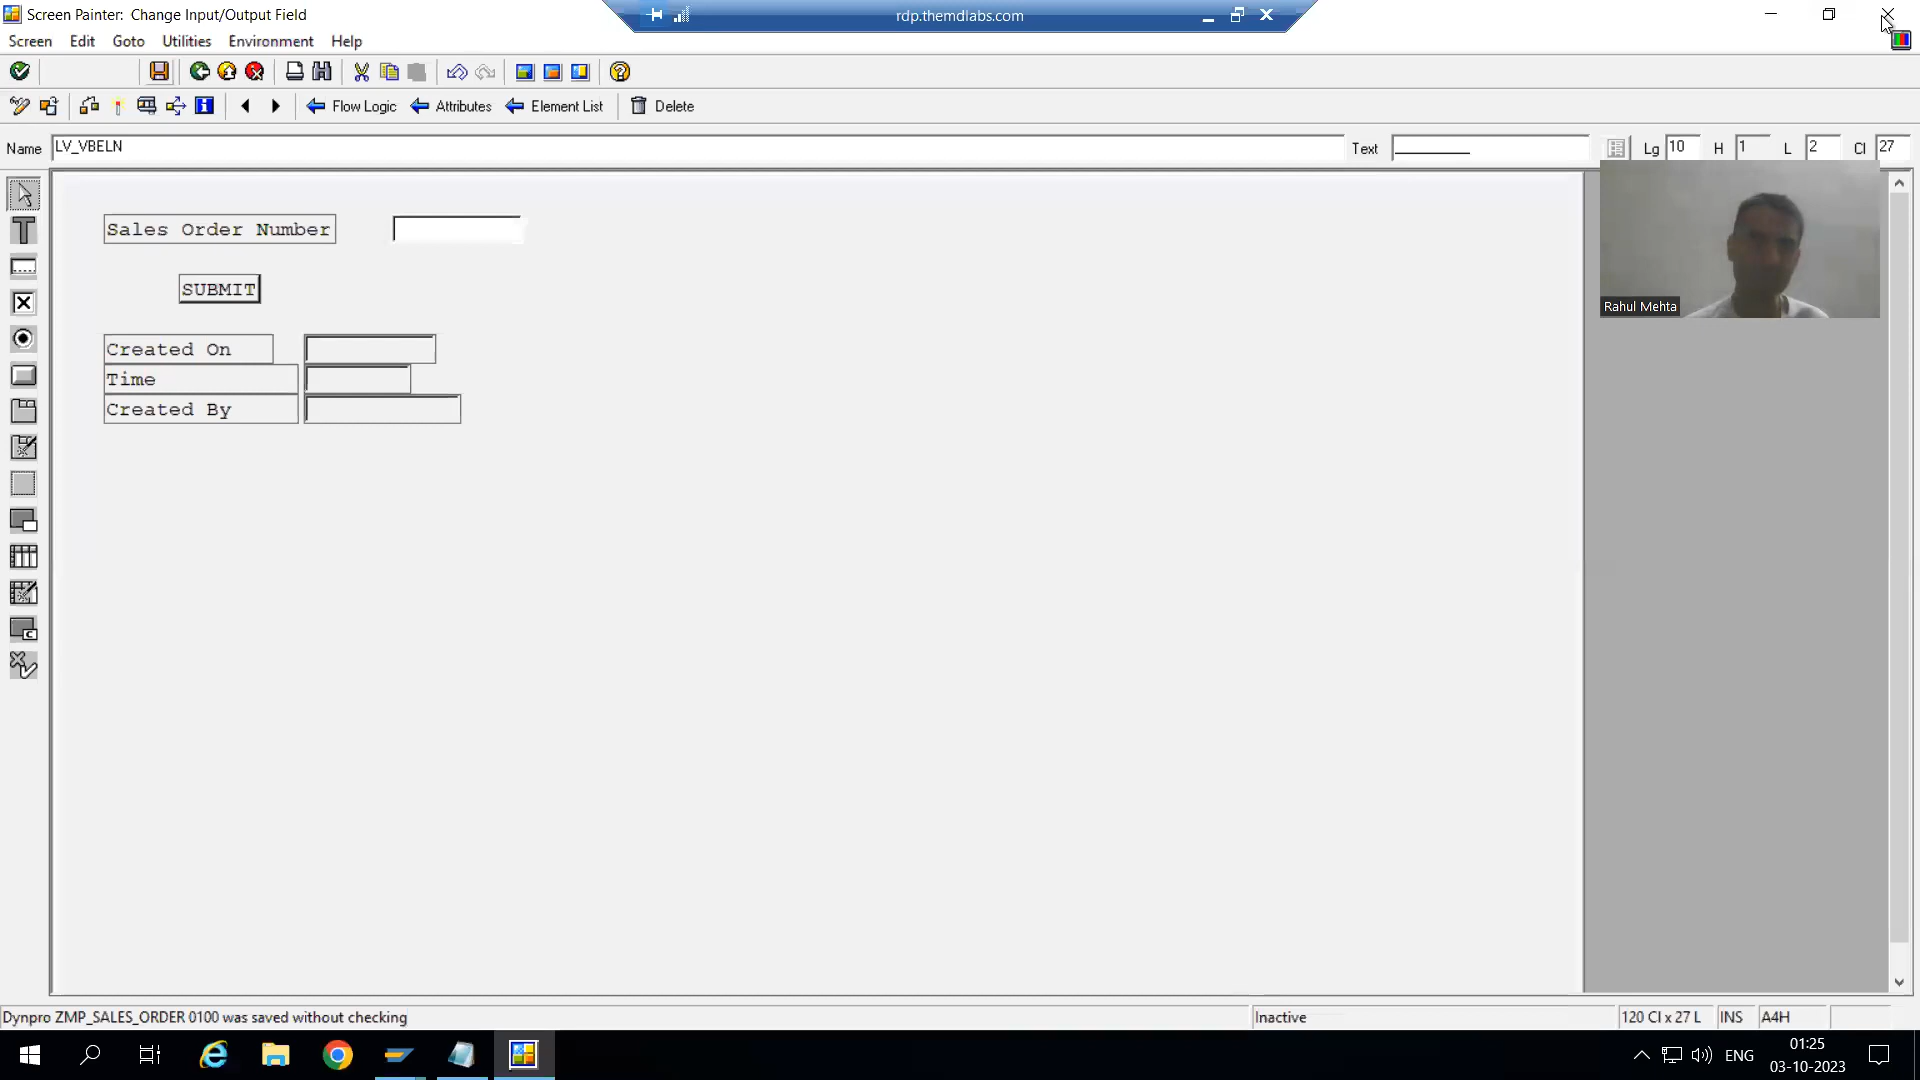 Screen Painter: Change Input/Output Field
rdp.themdlabs.com
Screen Edit Goto Utilities Environment Help
Flow Logic Attributes Element List Delete
Name LV_VBELN Text __________ Lg 10 H 1 L 2 Cl 27
Sales Order Number
SUBMIT
Created On
Time
Created By
Rahul Mehta
Dynpro ZMP_SALES_ORDER 0100 was saved without checking
Inactive
120 Cl x 27 L INS A4H
ENG
01:25
03-10-2023